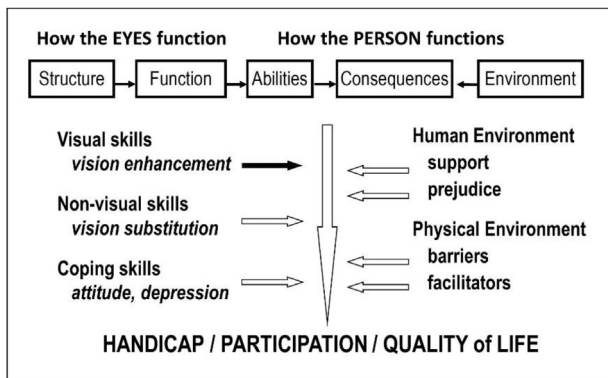 How the EYES function How the PERSON functions
Structure Function Abilities Consequences Environment
Visual skills
vision enhancement
Non-visual skills
vision substitution
Coping skills
attitude, depression
Human Environment
support
prejudice
Physical Environment
barriers
facilitators
HANDICAP / PARTICIPATION / QUALITY of LIFE